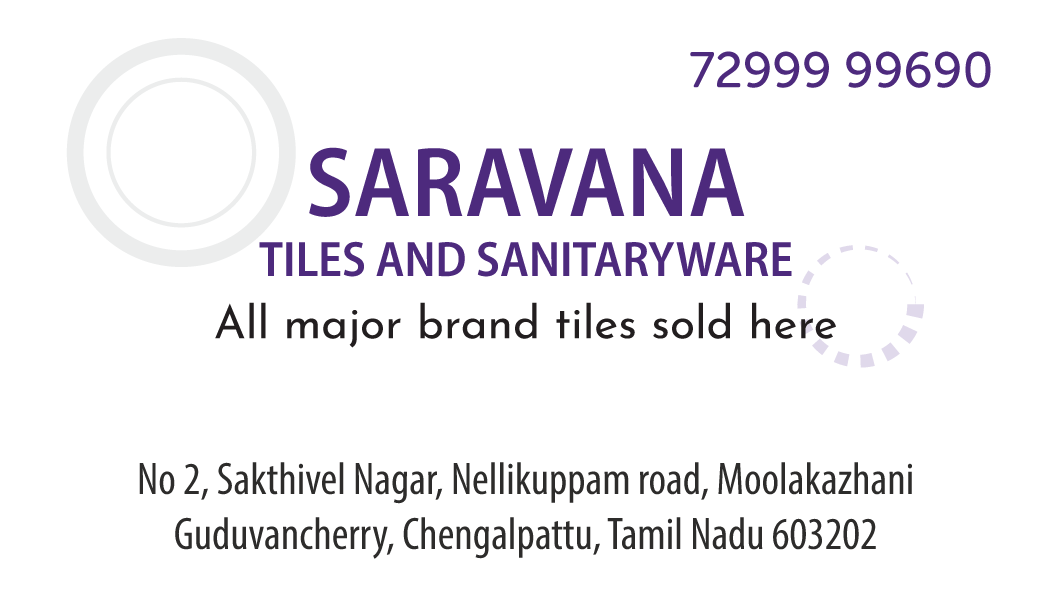 72999 99690
SARAVANA
TILES AND SANITARYWARE
All major brand tiles sold here
No 2, Sakthivel Nagar, Nellikuppam road, Moolakazhani
Guduvancherry, Chengalpattu, Tamil Nadu 603202